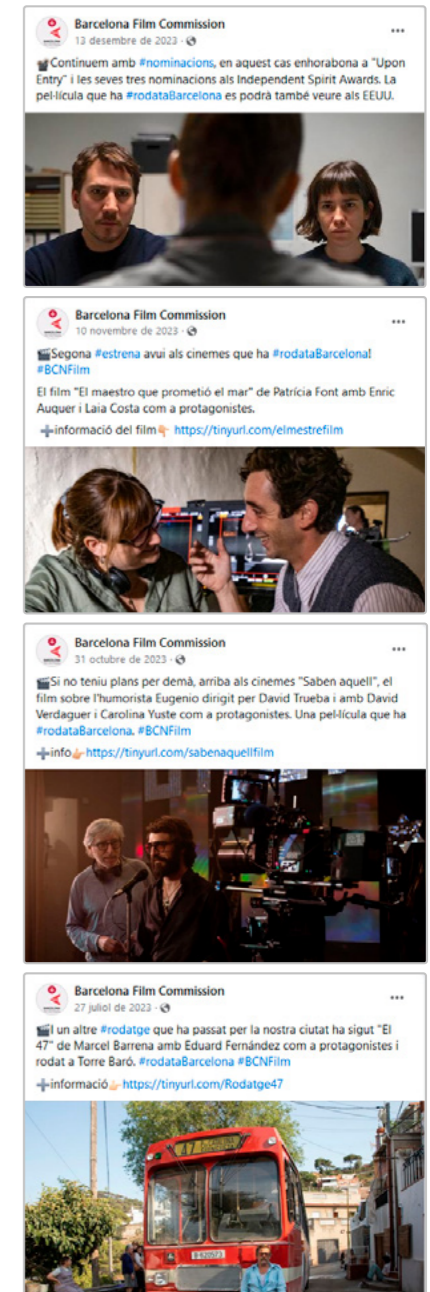 Barcelona Film Commission
13 desembre de 2023 ·
Continuem amb #nominacions, en aquest cas enhorabona a "Upon
Entry" i les seves tres nominacions als Independent Spirit Awards. La
pel·lícula que ha #rodataBarcelona es podrà també veure als EEUU.
Barcelona Film Commission
10 novembre de 2023 ·
Segona #estrena avui als cinemes que ha #rodataBarcelona!
#BCNFilm
El film "El maestro que prometió el mar" de Patrícia Font amb Enric
Auquer i Laia Costa com a protagonistes.
➕informació del film👇 https://tinyurl.com/elmestrefilm
Barcelona Film Commission
31 octubre de 2023 ·
Si no teniu plans per demà, arriba als cinemes "Saben aquell", el
film sobre l'humorista Eugenio dirigit per David Trueba i amb David
Verdaguer i Carolina Yuste com a protagonistes. Una pel·lícula que ha
#rodataBarcelona. #BCNFilm
➕info👉https://tinyurl.com/sabenaquellfilm
Barcelona Film Commission
27 juliol de 2023 ·
I un altre #rodatge que ha passat per la nostra ciutat ha sigut "El
47" de Marcel Barrena amb Eduard Fernández com a protagonistes i
rodat a Torre Baró. #rodataBarcelona #BCNFilm
➕informació👉https://tinyurl.com/Rodatge47
47
B-620573